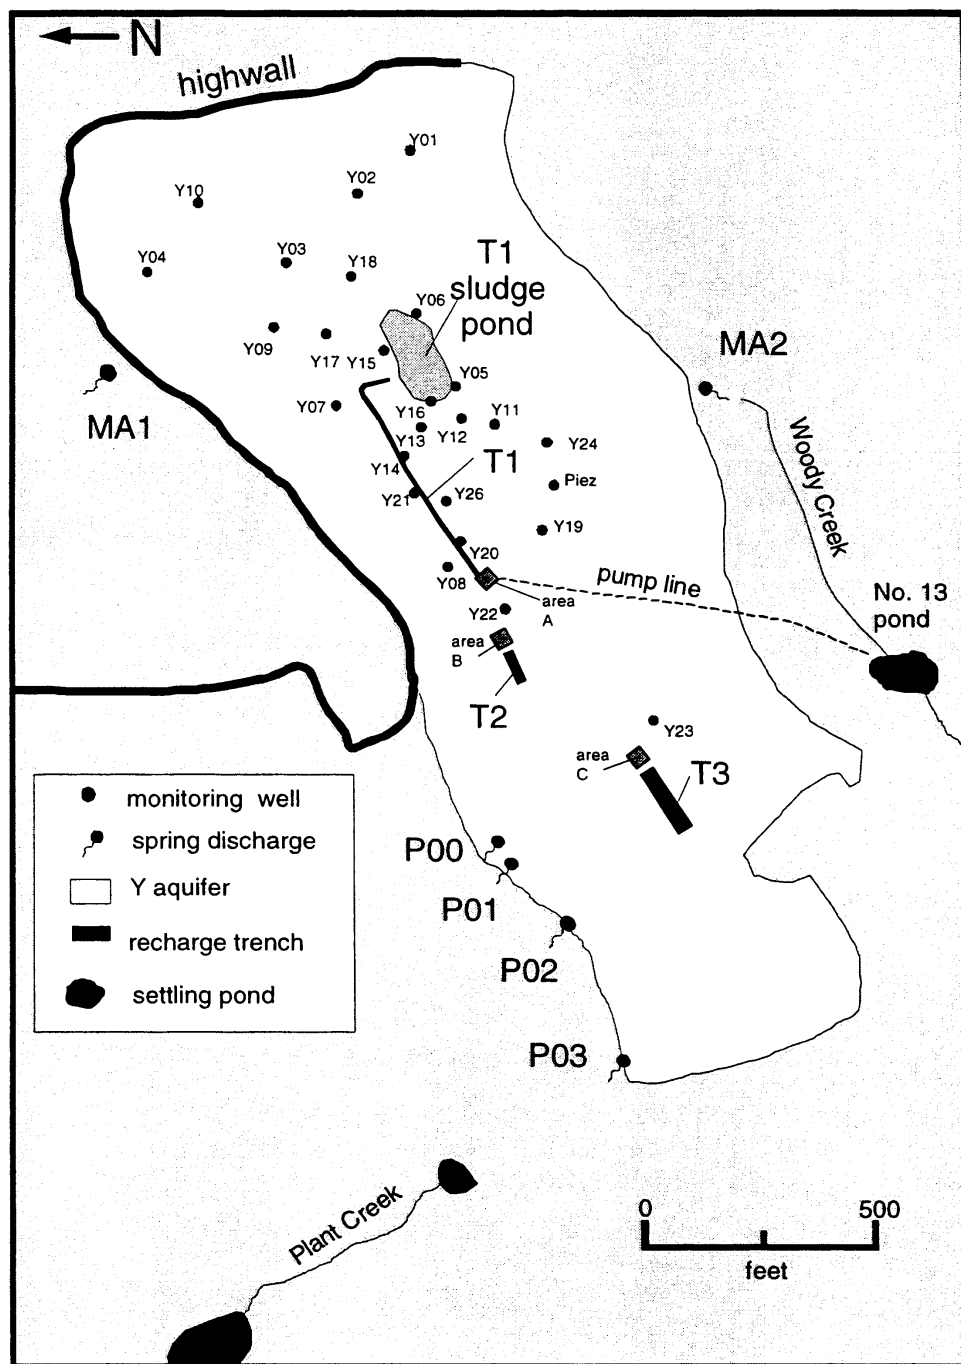 N
highwall
Y01
Y02
Y10
Y03
Y04
Y18
T1
sludge
pond
Y06
Y09
Y17
Y15
MA2
Y05
MA1
Y07
Y16
Y11
Y12
Y13
Y24
Y14
T1
Woody Creek
Piez
Y21
Y26
Y19
Y20
Y08
pump line
No. 13
pond
area
A
Y22
area
B
T2
Y23
area
C
T3
monitoring well
spring discharge
Y aquifer
recharge trench
settling pond
P00
P01
P02
P03
Plant Creek
0 500
feet